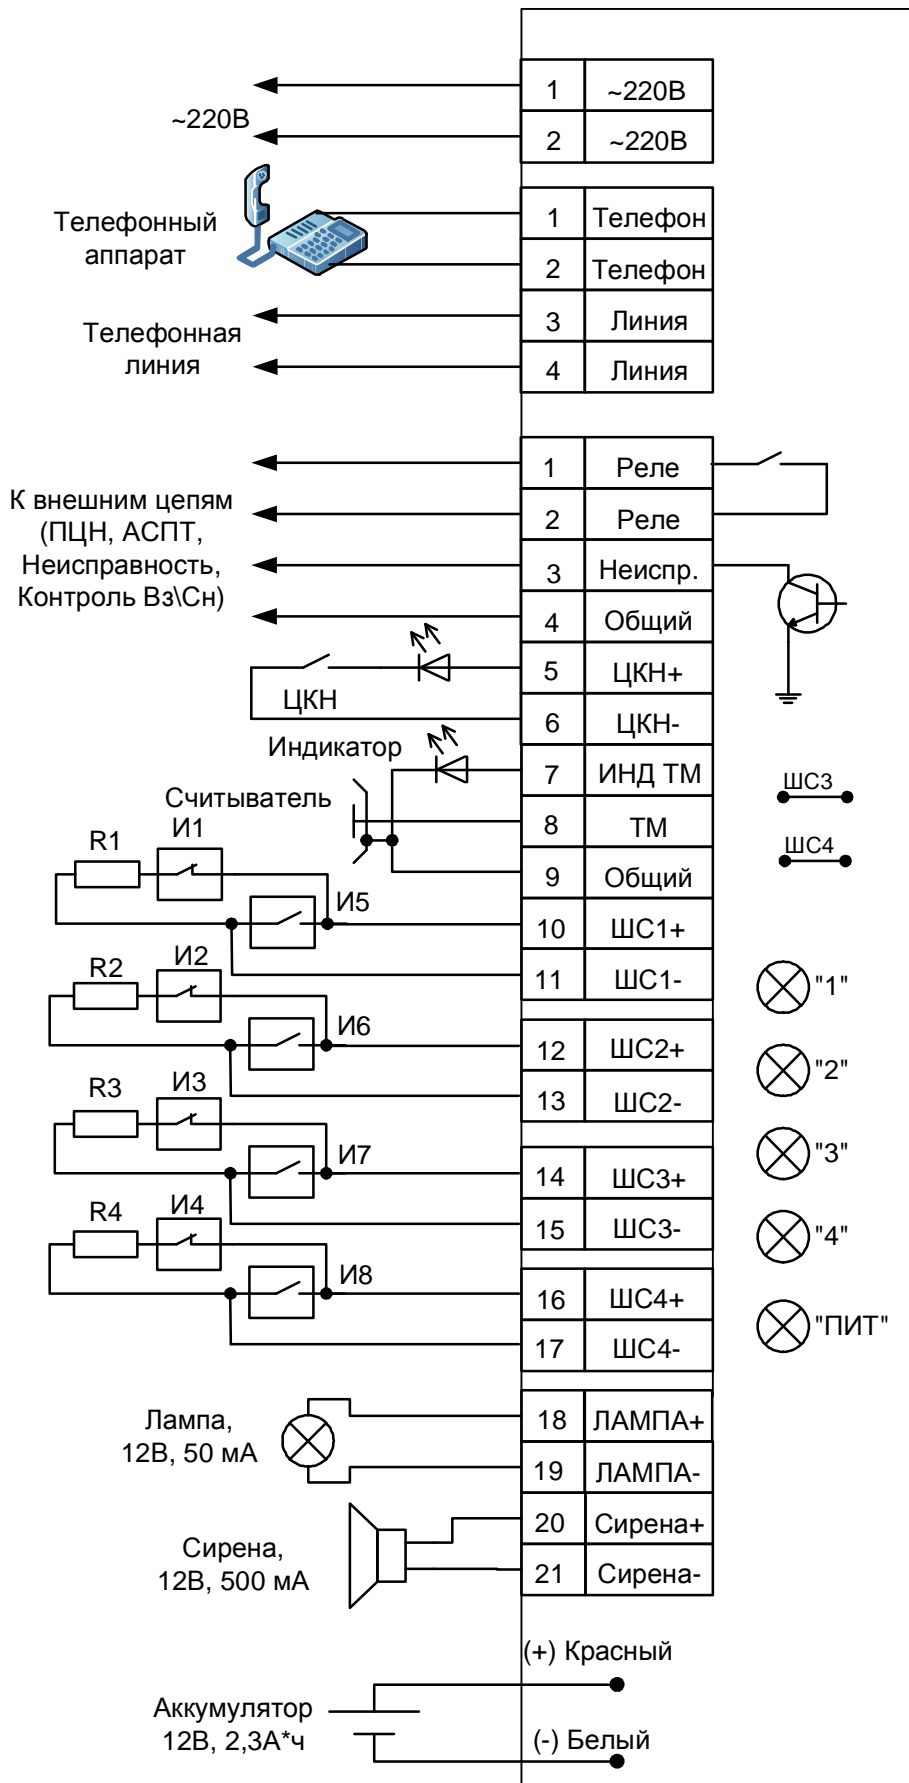 ~220В
1 ~220В
2 ~220В
Телефонный
аппарат
1 Телефон
2 Телефон
Телефонная
линия
3 Линия
4 Линия
К внешним цепям
(ПЦН, АСПТ,
Неисправность,
Контроль Вз\Сн)
1 Реле
2 Реле
3 Неиспр.
4 Общий
ЦКН
5 ЦКН+
6 ЦКН-
Индикатор
7 ИНД ТМ
Считыватель
8 ТМ
9 Общий
ШС3
ШС4
R1 И1
И5
10 ШС1+
11 ШС1-
R2 И2
И6
12 ШС2+
13 ШС2-
R3 И3
И7
14 ШС3+
15 ШС3-
R4 И4
И8
16 ШС4+
17 ШС4-
"1"
"2"
"3"
"4"
"ПИТ"
Лампа,
12В, 50 мА
18 ЛАМПА+
19 ЛАМПА-
Сирена,
12В, 500 мА
20 Сирена+
21 Сирена-
(+) Красный
Аккумулятор
12В, 2,3А*ч
(-) Белый